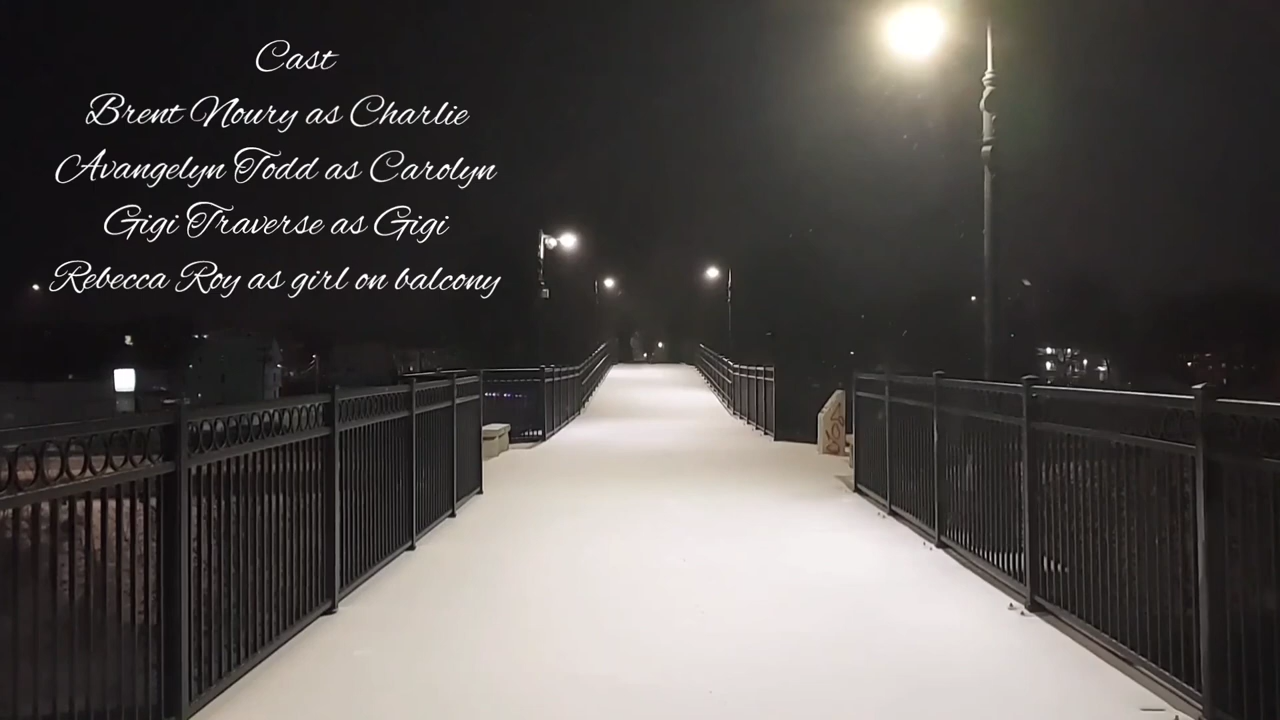 Cast
Brent Noury as Charlie
Avangelyn Todd as Carolyn
Gigi Traverse as Gigi
Rebecca Roy as girl on balcony